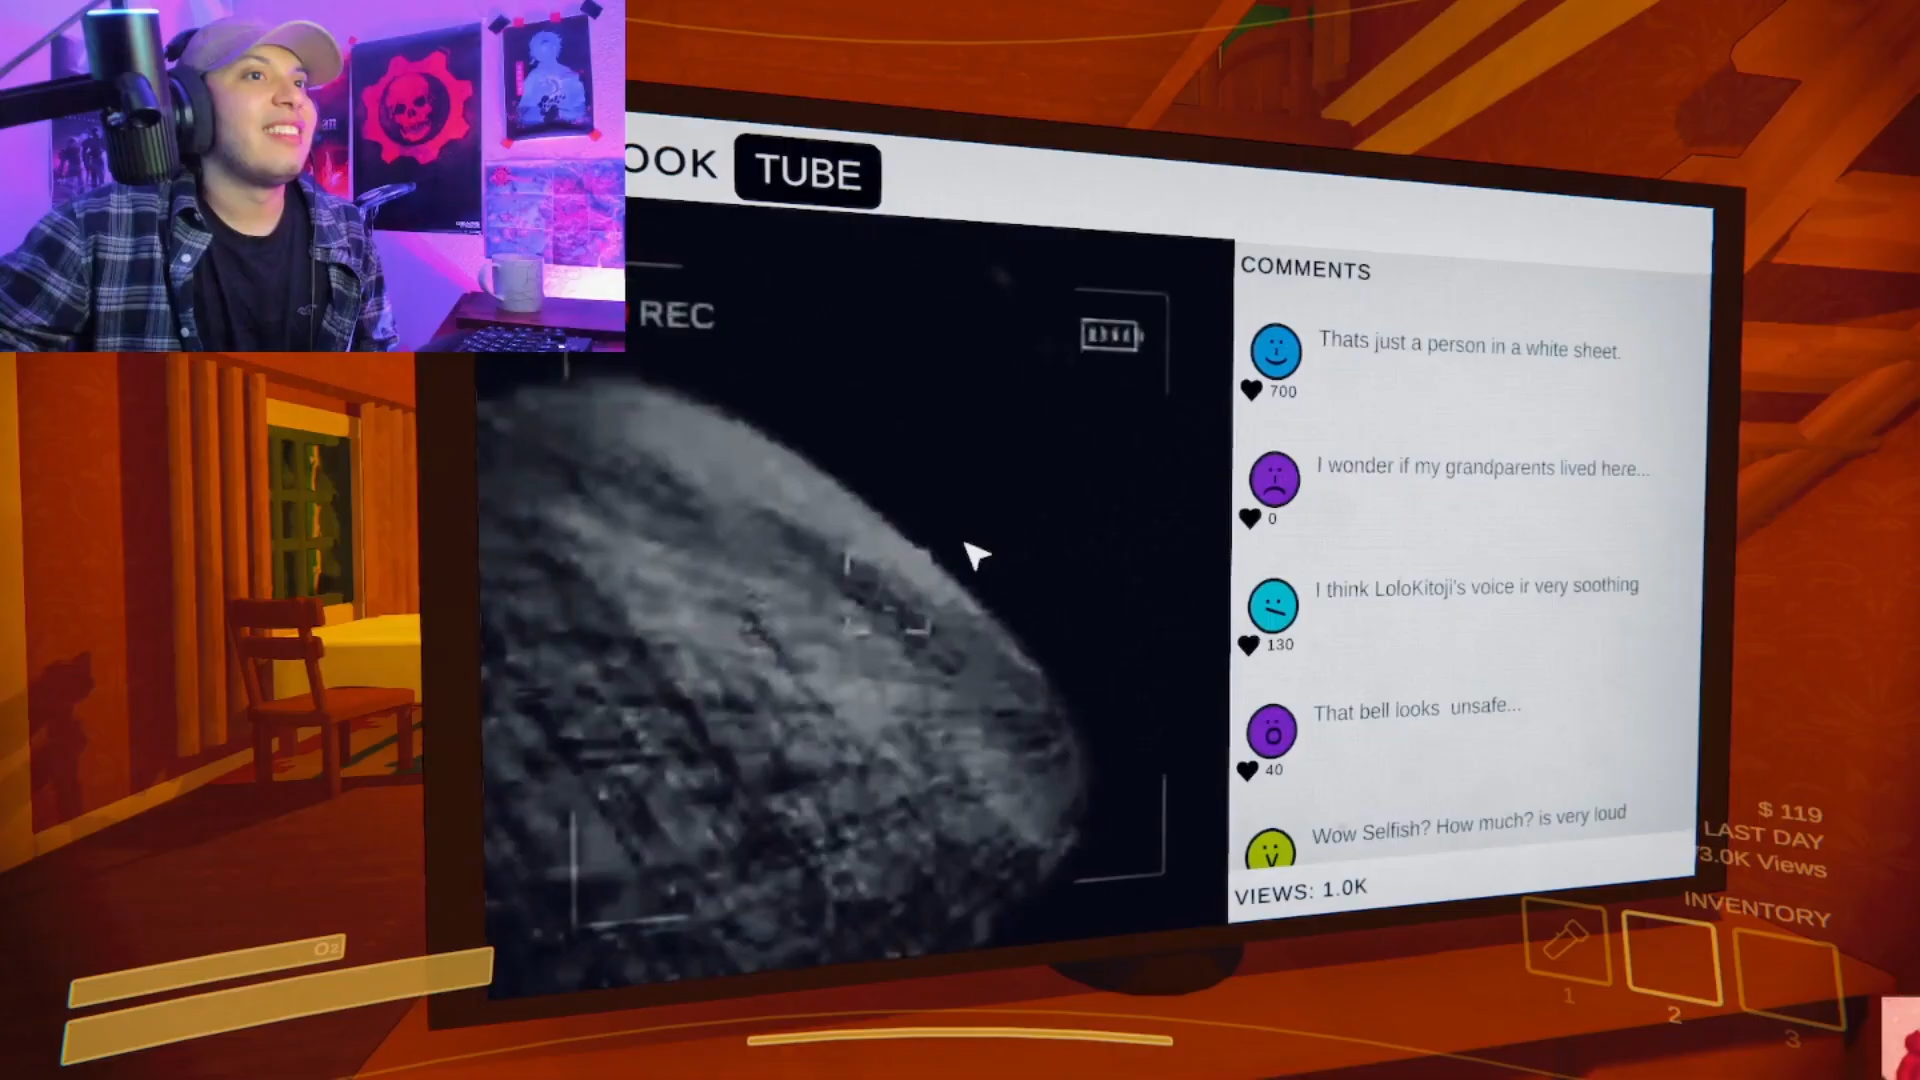 OOK TUBE
REC
COMMENTS
Thats just a person in a white sheet.
700
I wonder if my grandparents lived here...
0
I think LoloKitoji's voice ir very soothing
130
That bell looks unsafe...
40
Wow Selfish? How much? is very loud
VIEWS: 1.0K
$ 119
LAST DAY
/3.0K Views
INVENTORY
1
2
3
O2